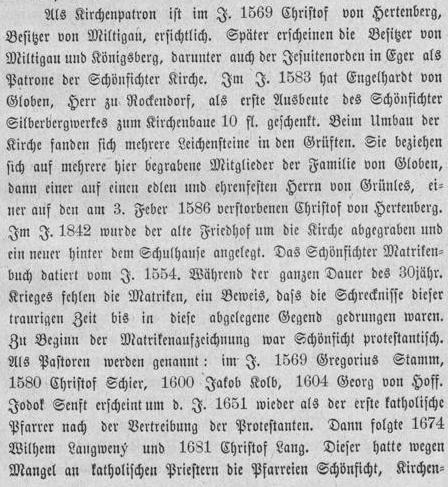 Als Kirchenpatron ist im J. 1569 Christof von Hertenberg,
Besitzer von Miltigau, ersichtlich. Später erscheinen die Besitzer von
Miltigau und Königsberg, darunter auch der Jesuitenorden in Eger als
Patrone der Schönfichter Kirche. Im J. 1583 hat Engelhardt von
Globen, Herr zu Rockendorf, als erste Ausbeute des Schönfichter
Silberbergwerkes zum Kirchenbaue 10 fl. geschenkt. Beim Umbau der
Kirche fanden sich mehrere Leichensteine in den Grüften. Sie beziehen
sich auf mehrere hier begrabene Mitglieder der Familie von Globen,
dann einer auf einen edlen und ehrenfesten Herrn von Grünles, ei-
ner auf den am 3. Feber 1586 verstorbenen Christof von Hertenberg.
Im J. 1842 wurde der alte Friedhof um die Kirche abgegraben und
ein neuer hinter dem Schulhause angelegt. Das Schönfichter Matriken-
buch datiert vom J. 1554. Während der ganzen Dauer des 30jähr.
Krieges fehlen die Matriken, ein Beweis, dass die Schrecknisse dieser
traurigen Zeit bis in diese abgelegene Gegend gedrungen waren.
Zu Beginn der Matrikenaufzeichnung war Schönficht protestantisch.
Als Pastoren werden genannt: im J. 1569 Gregorius Stamm,
1580 Christof Schier, 1600 Jakob Kolb, 1604 Georg von Hoff.
Jodok Senft erscheint um d. J. 1651 wieder als der erste katholische
Pfarrer nach der Vertreibung der Protestanten. Dann folgte 1674
Wilhem Laugwený und 1681 Christof Lang. Dieser hatte wegen
Mangel an katholischen Priestern die Pfarreien Schönficht, Kirchen-